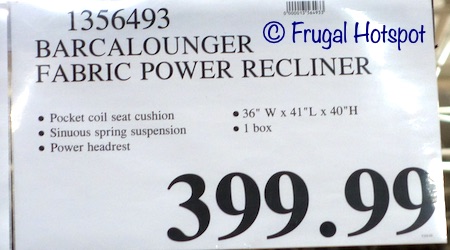 © Frugal Hotspot
1356493
BARCALOUNGER
FABRIC POWER RECLINER
• Pocket coil seat cushion
• Sinuous spring suspension
• Power headrest
• 36" W x 41"L x 40"H
• 1 box
399.99